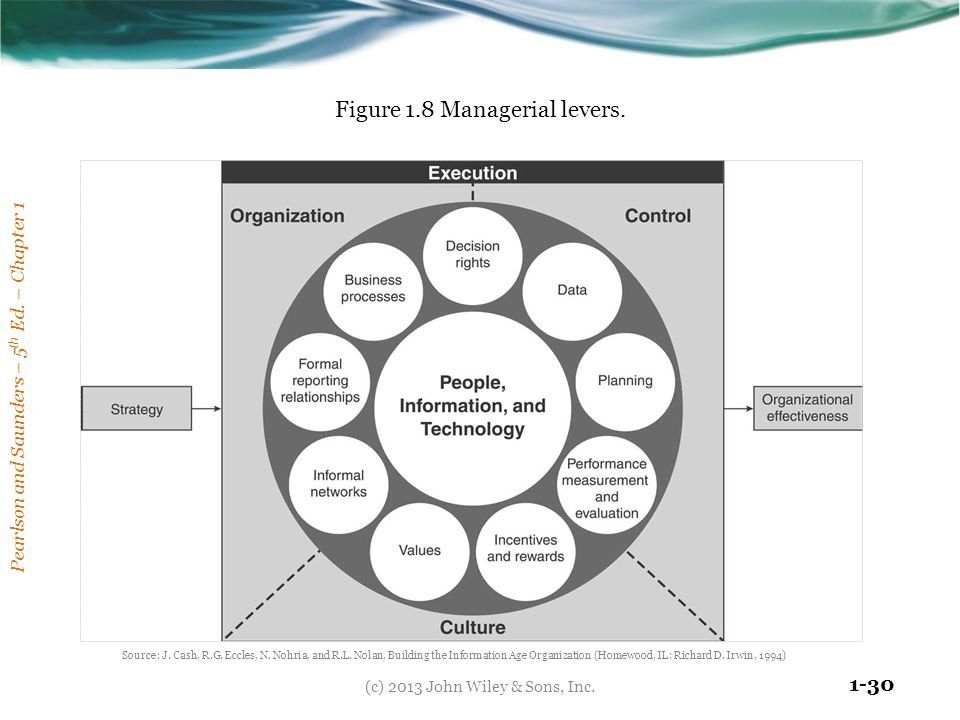 Figure 1.8 Managerial levers.
Pearlson and Saunders – 5th Ed. – Chapter 1
Execution
Organization
Control
Decision
rights
Business
processes
Data
Formal
reporting
relationships
Planning
People,
Information, and
Technology
Strategy
Organizational
effectiveness
Informal
networks
Performance
measurement
and
evaluation
Values
Incentives
and rewards
Culture
Source: J. Cash, R.G. Eccles, N. Nohria, and R.L. Nolan, Building the Information Age Organization (Homewood, IL: Richard D. Irwin, 1994)
(c) 2013 John Wiley & Sons, Inc.
1-30